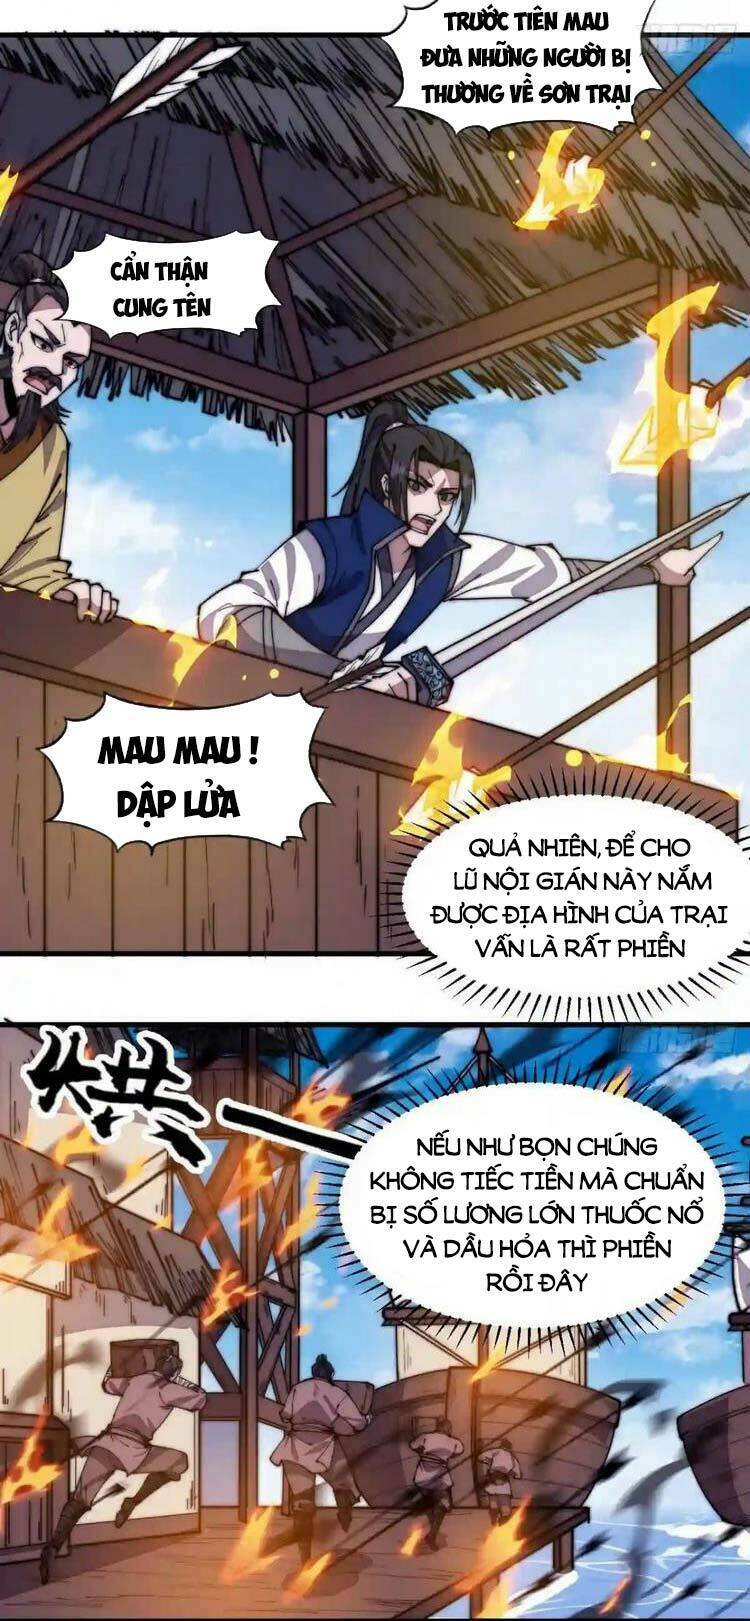 TRƯỚC TIÊN MAU
ĐƯA NHỮNG NGƯỜI BỊ
THƯƠNG VỀ SƠN TRẠI
CẨN THẬN
CUNG TÊN
MAU MAU !
DẬP LỬA
QUẢ NHIÊN, ĐỂ CHO
LŨ NỘI GIÁN NÀY NẮM
ĐƯỢC ĐỊA HÌNH CỦA TRẠI
VẪN LÀ RẤT PHIỀN
烘
NẾU NHƯ BỌN CHÚNG
KHÔNG TIẾC TIỀN MÀ CHUẨN
BỊ SỐ LƯỢNG LỚN THUỐC NỔ
VÀ DẦU HỎA THÌ PHIỀN
RỒI ĐÂY